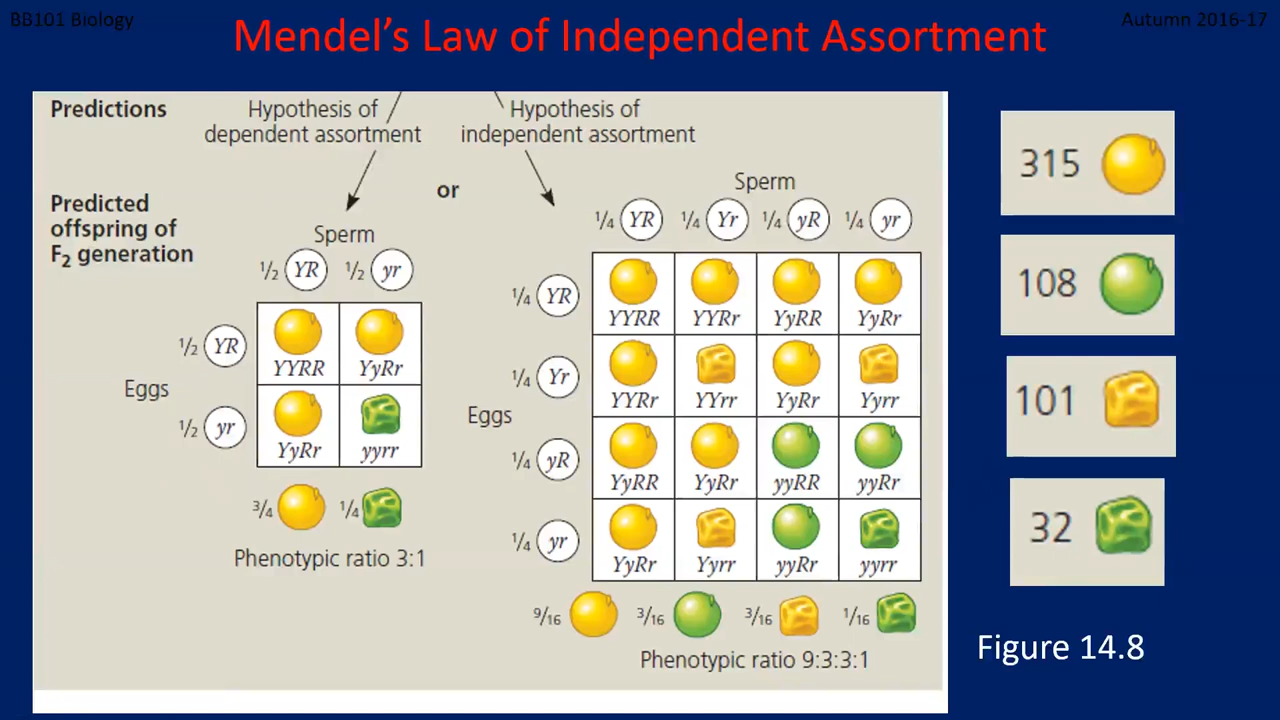 BB101 Biology
Autumn 2016-17
Mendel’s Law of Independent Assortment
Predictions
Hypothesis of
dependent assortment
Hypothesis of
independent assortment
or
Predicted
offspring of
F₂ generation
Sperm
½ YR ½ yr
½ YR
YYRR YyRr
Eggs
½ yr
YyRr yyrr
¾ ¼
Phenotypic ratio 3:1
Sperm
¼ YR ¼ Yr ¼ yR ¼ yr
¼ YR
YYRR YYRr YyRR YyRr
¼ Yr
YYRr YYrr YyRr Yyrr
Eggs
¼ yR
YyRR YyRr yyRR yyRr
¼ yr
YyRr Yyrr yyRr yyrr
9/16 3/16 3/16 1/16
Phenotypic ratio 9:3:3:1
315
108
101
32
Figure 14.8